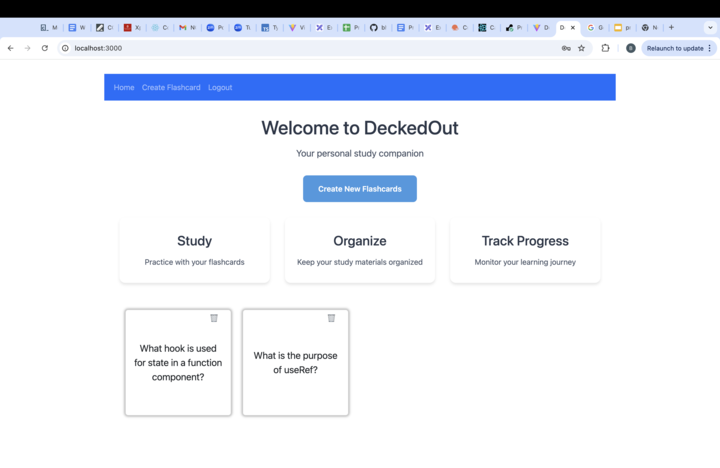 localhost:3000
Relaunch to update
Home Create Flashcard Logout
Welcome to DeckedOut
Your personal study companion
Create New Flashcards
Study
Practice with your flashcards
Organize
Keep your study materials organized
Track Progress
Monitor your learning journey
What hook is used
for state in a function
component?
What is the purpose
of useRef?